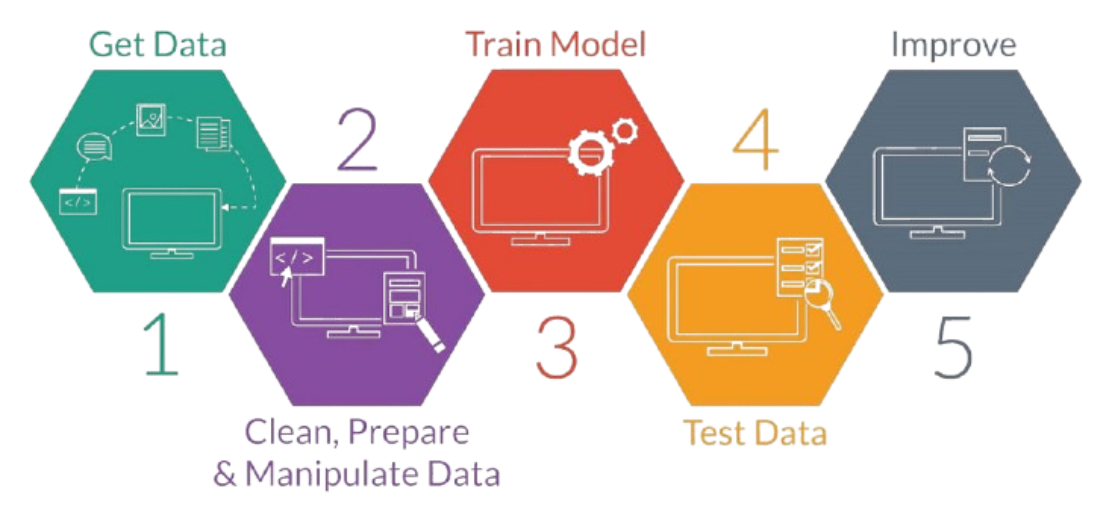 Get Data
1
2
Clean, Prepare
& Manipulate Data
Train Model
3
4
Test Data
Improve
5
</>
</>